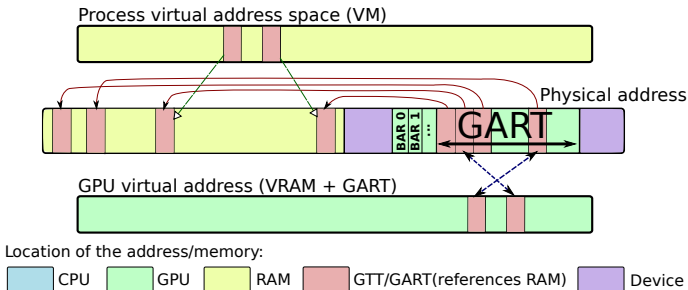 Process virtual address space (VM)
Physical address
BAR 0
BAR 1
...
GART
GPU virtual address (VRAM + GART)
Location of the address/memory:
CPU GPU RAM GTT/GART(references RAM) Device